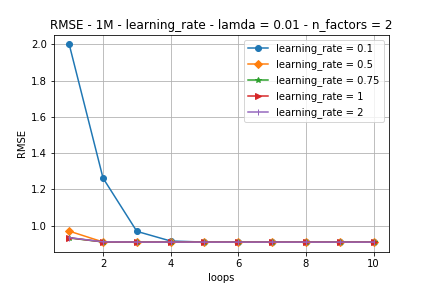 RMSE - 1M - learning_rate - lamda = 0.01 - n_factors = 2
2.0
1.8
1.6
1.4
1.2
1.0
RMSE
learning_rate = 0.1
learning_rate = 0.5
learning_rate = 0.75
learning_rate = 1
learning_rate = 2
2 4 6 8 10
loops